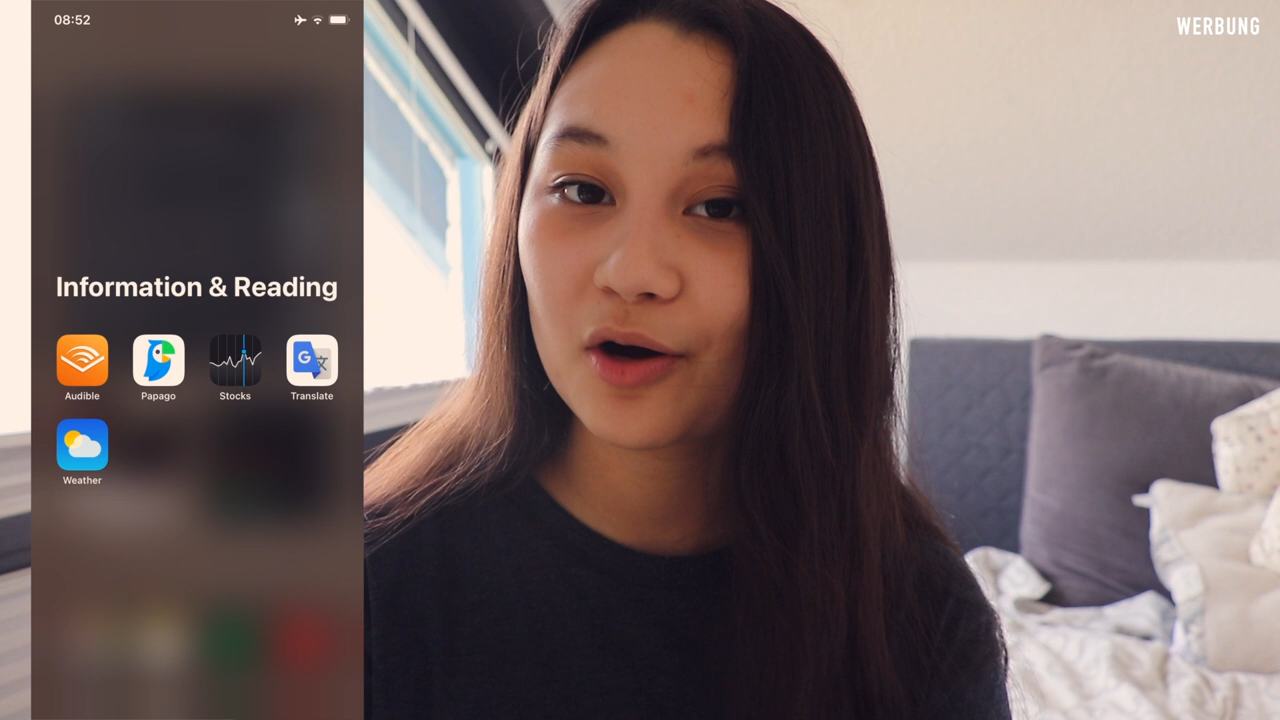 08:52
WERBUNG
Information & Reading
Audible
Papago
Stocks
Translate
Weather